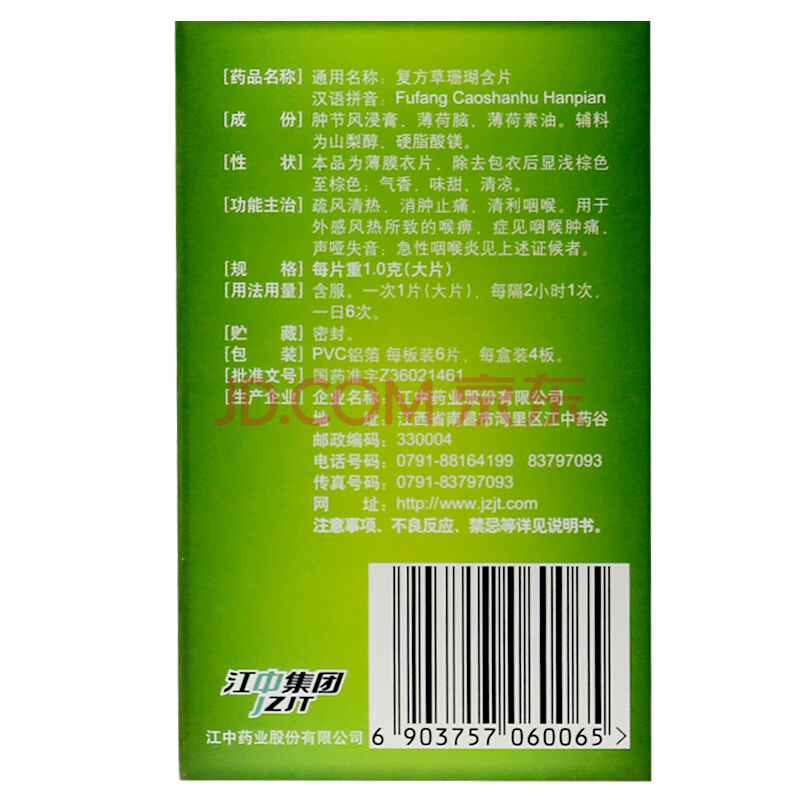 [药品名称] 通用名称：复方草珊瑚含片
汉语拼音：Fufang Caoshanhu Hanpian
[成 份] 肿节风浸膏、薄荷脑、薄荷素油。辅料
为山梨醇、硬脂酸镁。
[性 状] 本品为薄膜衣片，除去包衣后显浅棕色
至棕色；气香，味甜、清凉。
[功能主治] 疏风清热，消肿止痛，清利咽喉。用于
外感风热所致的喉痹，症见咽喉肿痛，
声哑失音；急性咽喉炎见上述证候者。
[规 格] 每片重1.0克(大片)
[用法用量] 含服。一次1片(大片)，每隔2小时1次，
一日6次。
[贮 藏] 密封。
[包 装] PVC铝箔 每板装6片，每盒装4板。
[批准文号] 国药准字Z36021461
[生产企业] 企业名称：江中药业股份有限公司
地 址：江西省南昌市湾里区江中药谷
邮政编码：330004
电话号码：0791-88164199 83797093
传真号码：0791-83797093
网 址：http://www.jzjt.com
注意事项、不良反应、禁忌等详见说明书。
JD.COM 京东
江中集团
JZJT
江中药业股份有限公司
6 903757 060065 >